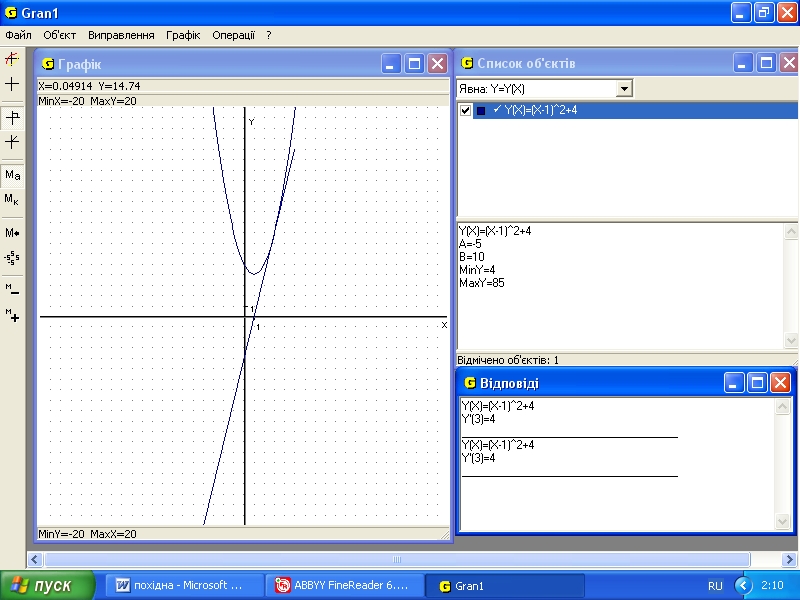 Gran1
Файл Об'єкт Виправлення Графік Операції ?
Графік
X=0.04914 Y=14.74
MinX=-20 MaxY=20
Y
1
1
X
MinY=-20 MaxX=20
Список об'єктів
Явна: Y=Y(X)
Y(X)=(X-1)^2+4
Y(X)=(X-1)^2+4
A=-5
B=10
MinY=4
MaxY=85
Відмічено об'єктів: 1
Відповіді
Y(X)=(X-1)^2+4
Y'(3)=4
Y(X)=(X-1)^2+4
Y'(3)=4
Ma
Mк
M
M
M
пуск
похідна - Microsoft ...
ABBYY FineReader 6....
Gran1
RU
2:10